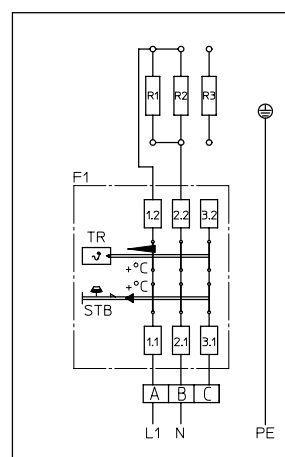 R1 R2 R3
F1
1.2 2.2 3.2
TR
+°C
+°C
STB
1.1 2.1 3.1
A B C
L1 N PE